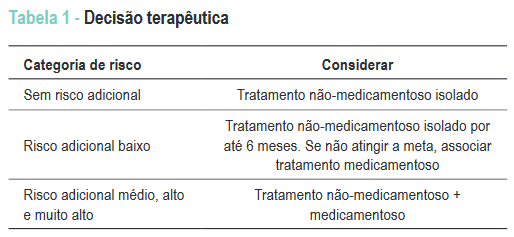 Tabela 1 - Decisão terapêutica
Categoria de risco Considerar
Sem risco adicional Tratamento não-medicamentoso isolado
Risco adicional baixo Tratamento não-medicamentoso isolado por
até 6 meses. Se não atingir a meta, associar
tratamento medicamentoso
Risco adicional médio, alto
e muito alto
Tratamento não-medicamentoso +
medicamentoso